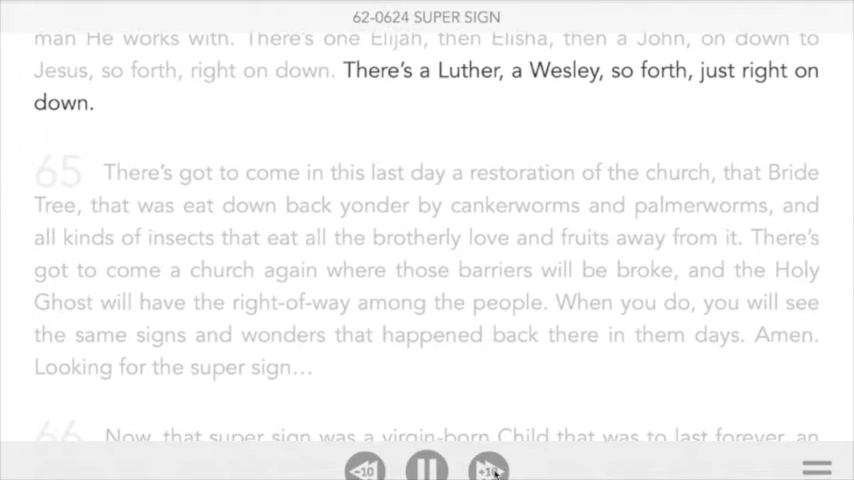 62-0624 SUPER SIGN
man He works with. There's one Elijah, then Elisha, then a John, on down to
Jesus, so forth, right on down. There's a Luther, a Wesley, so forth, just right on
down.
65 There's got to come in this last day a restoration of the church, that Bride
Tree, that was eat down back yonder by cankerworms and palmerworms, and
all kinds of insects that eat all the brotherly love and fruits away from it. There's
got to come a church again where those barriers will be broke, and the Holy
Ghost will have the right-of-way among the people. When you do, you will see
the same signs and wonders that happened back there in them days. Amen.
Looking for the super sign…
66 Now, that super sign was a virgin-born Child that was to last forever, an
-10 +10